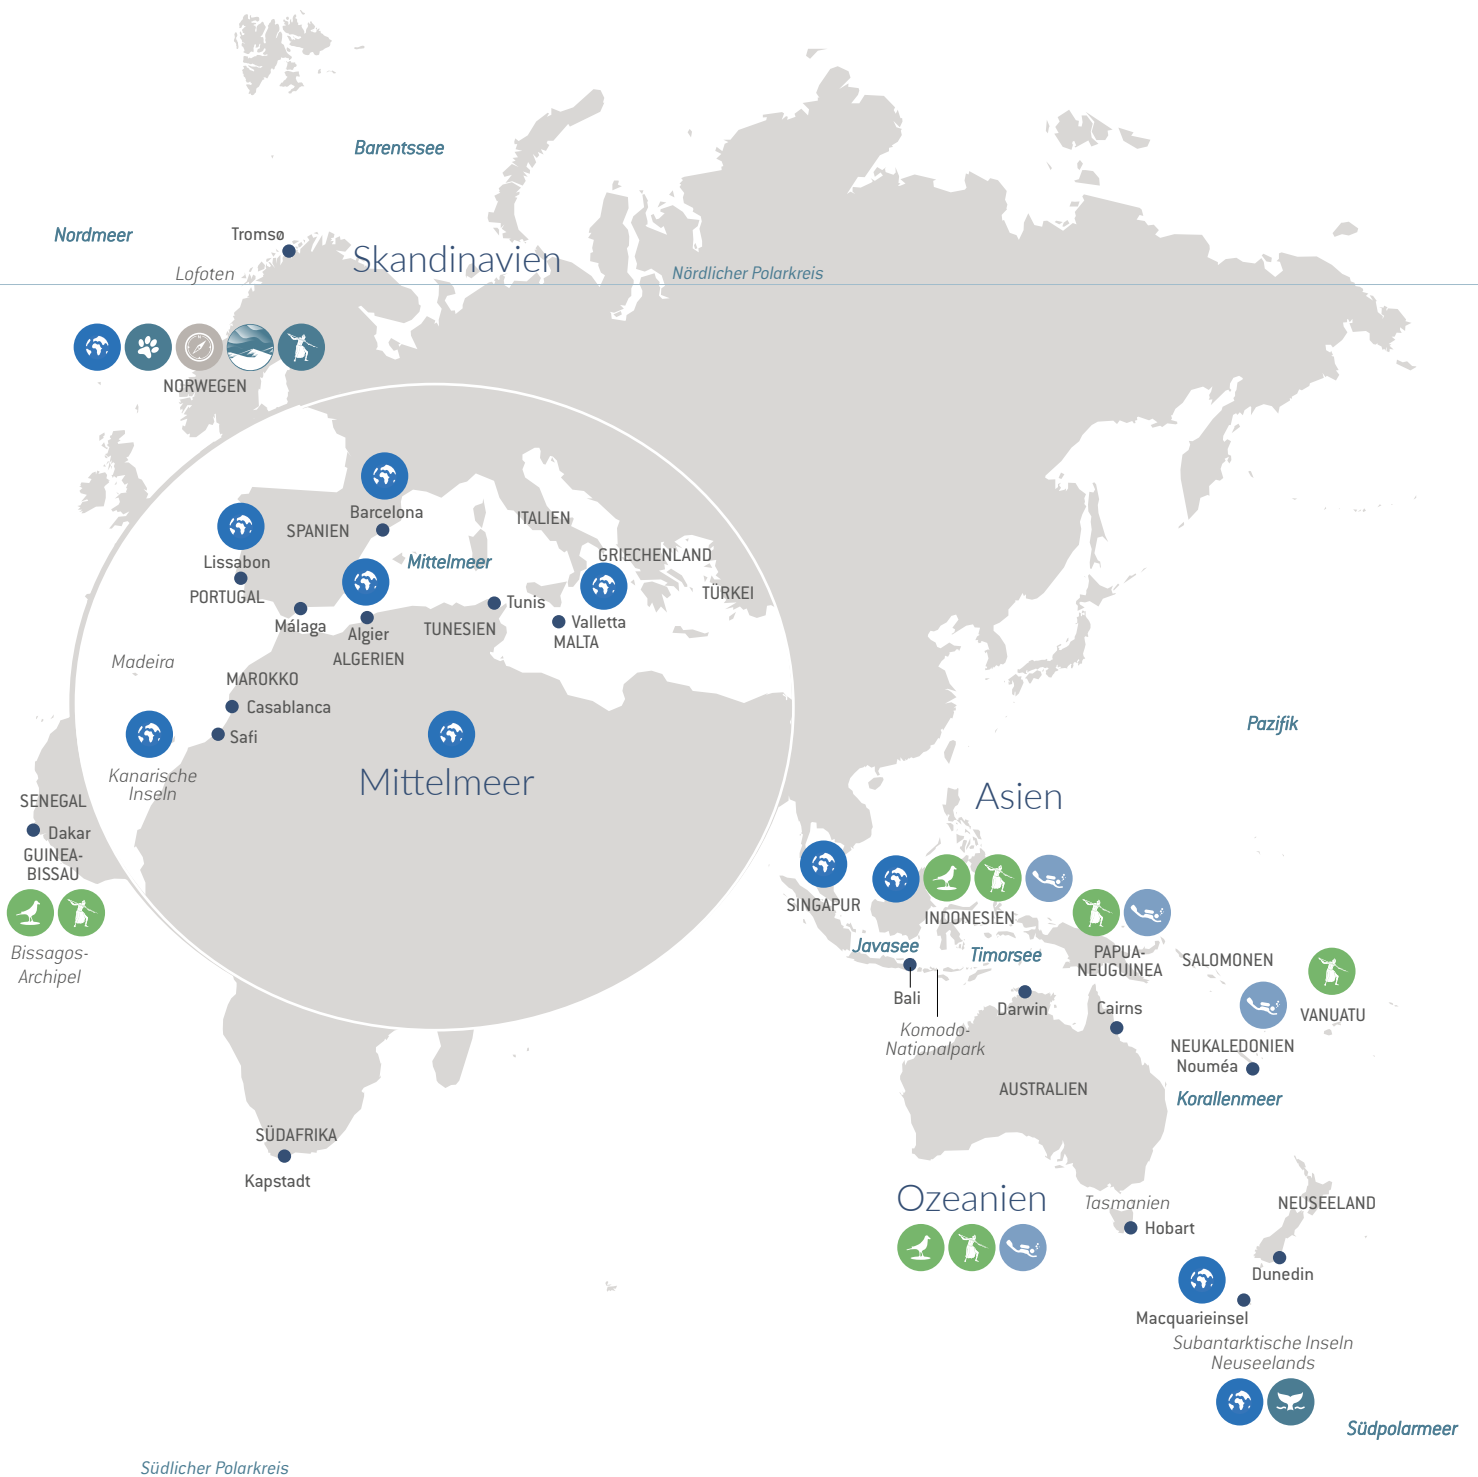 Barentssee
Nordmeer
Tromsø
Lofoten
Skandinavien
Nördlicher Polarkreis
NORWEGEN
Barcelona
SPANIEN
ITALIEN
Lissabon
Mittelmeer
GRIECHENLAND
PORTUGAL
TÜRKEI
Málaga
Algier
ALGERIEN
TUNESIEN
Tunis
Valletta
MALTA
Madeira
MAROKKO
Casablanca
Safi
Kanarische
Inseln
Mittelmeer
SENEGAL
Dakar
GUINEA-
BISSAU
Bissagos-
Archipel
Pazifik
Asien
SINGAPUR
INDONESIEN
Javasee
Timorsee
PAPUA-
NEUGUINEA
SALOMONEN
VANUATU
Bali
Komodo-
Nationalpark
Darwin
Cairns
NEUKALEDONIEN
Nouméa
Korallenmeer
AUSTRALIEN
SÜDAFRIKA
Kapstadt
Ozeanien
Tasmanien
Hobart
NEUSEELAND
Dunedin
Macquarieinsel
Subantarktische Inseln
Neuseelands
Südpolarmeer
Südlicher Polarkreis